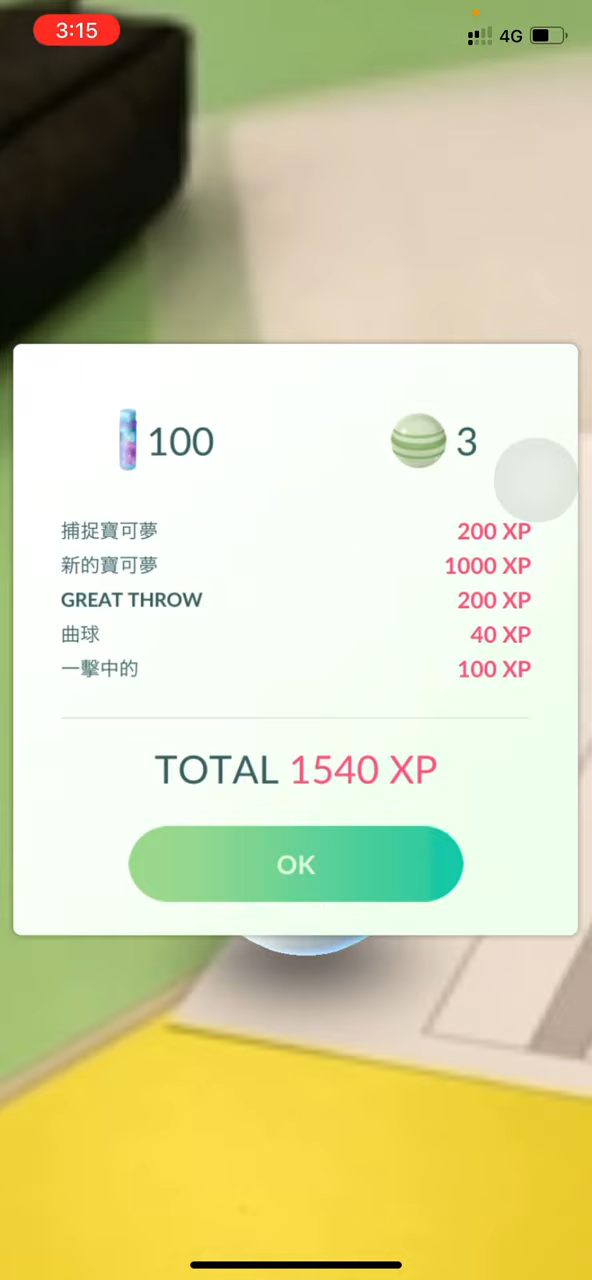 3:15
4G
100
3
捕捉寶可夢
200 XP
新的寶可夢
1000 XP
GREAT THROW
200 XP
曲球
40 XP
一擊中的
100 XP
TOTAL 1540 XP
OK